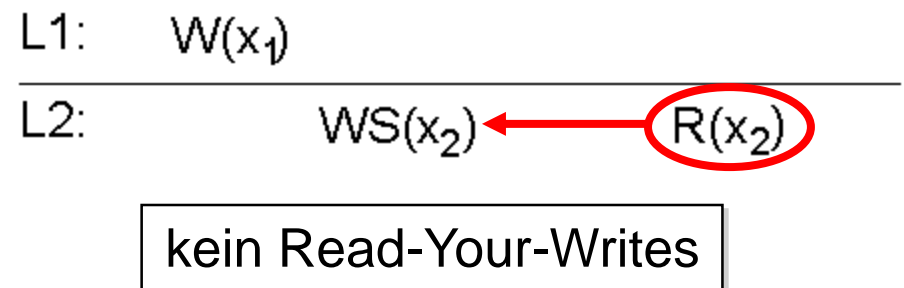 L1: W(x₁)
L2: WS(x₂) R(x₂)
kein Read-Your-Writes